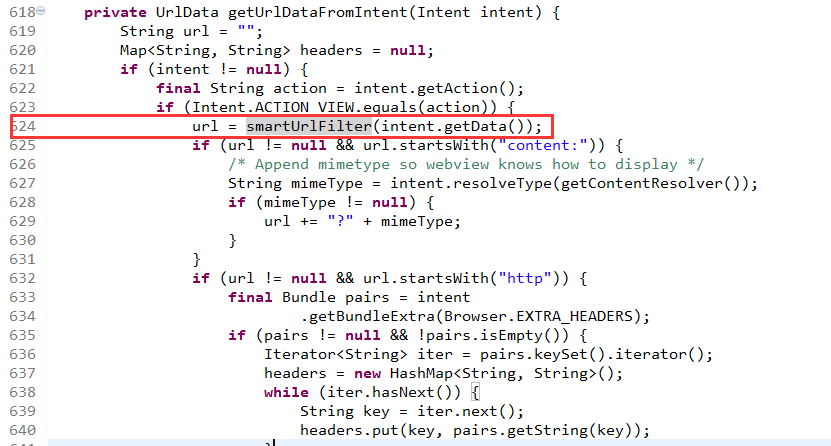 618 private UrlData getUrlDataFromIntent(Intent intent) {
619 String url = "";
620 Map<String, String> headers = null;
621 if (intent != null) {
622 final String action = intent.getAction();
623 if (Intent.ACTION_VIEW.equals(action)) {
624 url = smartUrlFilter(intent.getData());
625 if (url != null && url.startsWith("content:")) {
626 /* Append mimetype so webview knows how to display */
627 String mimeType = intent.resolveType(getContentResolver());
628 if (mimeType != null) {
629 url += "?" + mimeType;
630 }
631 }
632 if (url != null && url.startsWith("http")) {
633 final Bundle pairs = intent
634 .getBundleExtra(Browser.EXTRA_HEADERS);
635 if (pairs != null && !pairs.isEmpty()) {
636 Iterator<String> iter = pairs.keySet().iterator();
637 headers = new HashMap<String, String>();
638 while (iter.hasNext()) {
639 String key = iter.next();
640 headers.put(key, pairs.getString(key));